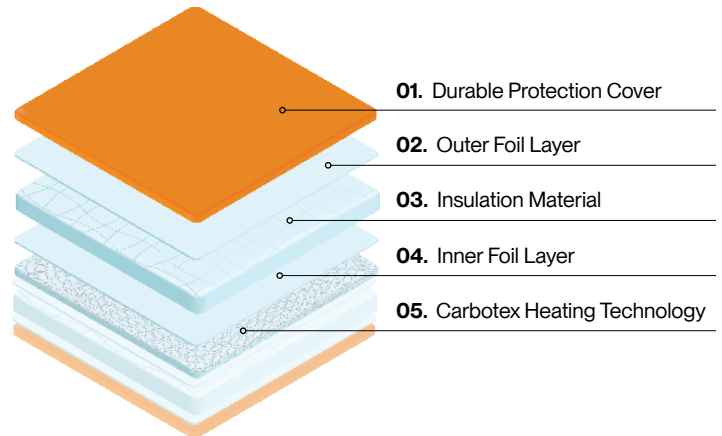 01. Durable Protection Cover
02. Outer Foil Layer
03. Insulation Material
04. Inner Foil Layer
05. Carbotex Heating Technology